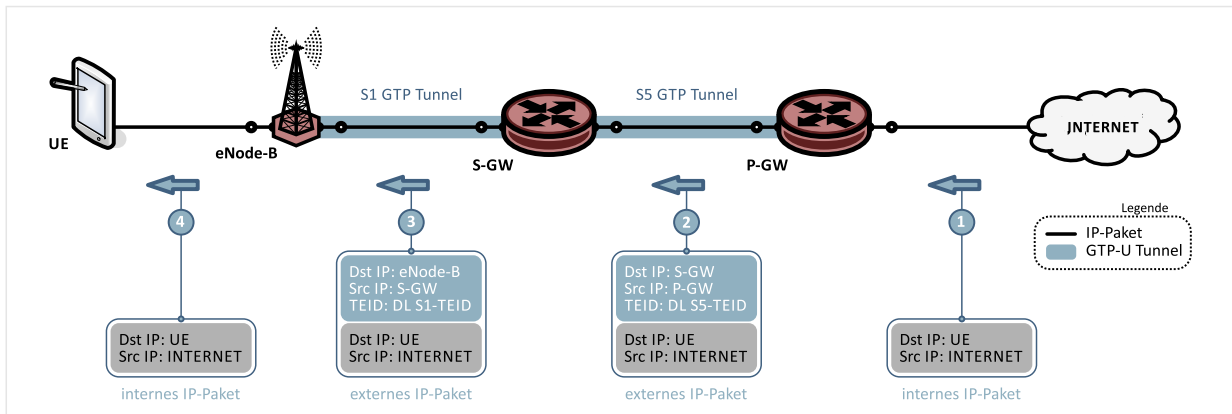 S1 GTP Tunnel
S5 GTP Tunnel
INTERNET
UE
eNode-B
S-GW
P-GW
4
3
2
1
Legende
IP-Paket
GTP-U Tunnel
Dst IP: eNode-B
Src IP: S-GW
TEID: DL S1-TEID
Dst IP: S-GW
Src IP: P-GW
TEID: DL S5-TEID
Dst IP: UE
Src IP: INTERNET
Dst IP: UE
Src IP: INTERNET
Dst IP: UE
Src IP: INTERNET
Dst IP: UE
Src IP: INTERNET
internes IP-Paket
externes IP-Paket
externes IP-Paket
internes IP-Paket